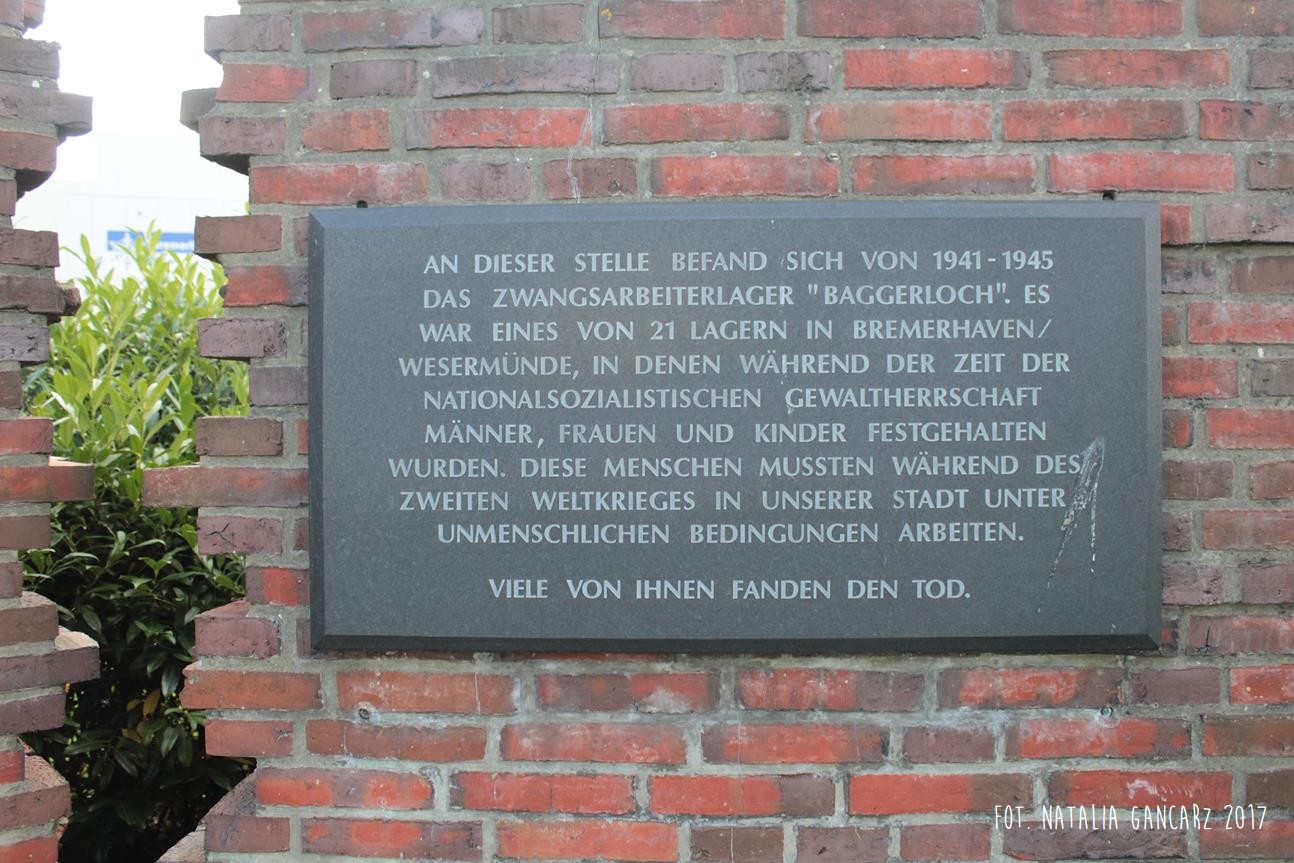 AN DIESER STELLE BEFAND SICH VON 1941-1945
DAS ZWANGSARBEITERLAGER "BAGGERLOCH". ES
WAR EINES VON 21 LAGERN IN BREMERHAVEN/
WESERMÜNDE, IN DENEN WÄHREND DER ZEIT DER
NATIONALSOZIALISTISCHEN GEWALTHERRSCHAFT
MÄNNER, FRAUEN UND KINDER FESTGEHALTEN
WURDEN. DIESE MENSCHEN MUSSTEN WÄHREND DES
ZWEITEN WELTKRIEGES IN UNSERER STADT UNTER
UNMENSCHLICHEN BEDINGUNGEN ARBEITEN.
VIELE VON IHNEN FANDEN DEN TOD.
FOT. NATALIA GANCARZ 2017